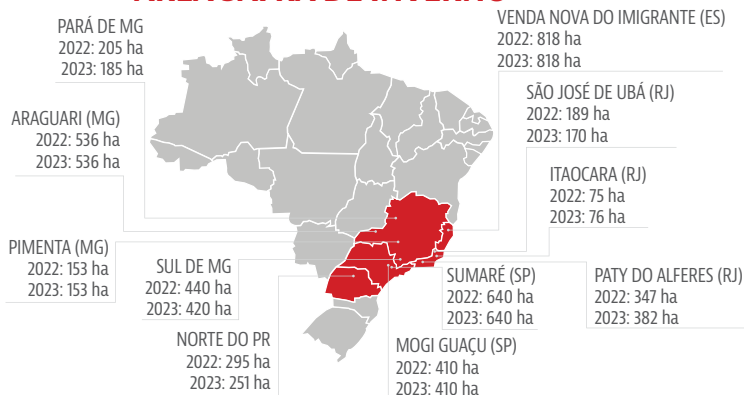 PARÁ DE MG
2022: 205 ha
2023: 185 ha
ARAGUARI (MG)
2022: 536 ha
2023: 536 ha
PIMENTA (MG)
2022: 153 ha
2023: 153 ha
SUL DE MG
2022: 440 ha
2023: 420 ha
NORTE DO PR
2022: 295 ha
2023: 251 ha
VENDA NOVA DO IMIGRANTE (ES)
2022: 818 ha
2023: 818 ha
SÃO JOSÉ DE UBÁ (RJ)
2022: 189 ha
2023: 170 ha
ITAOCARA (RJ)
2022: 75 ha
2023: 76 ha
SUMARÉ (SP)
2022: 640 ha
2023: 640 ha
PATY DO ALFERES (RJ)
2022: 347 ha
2023: 382 ha
MOGI GUAÇU (SP)
2022: 410 ha
2023: 410 ha